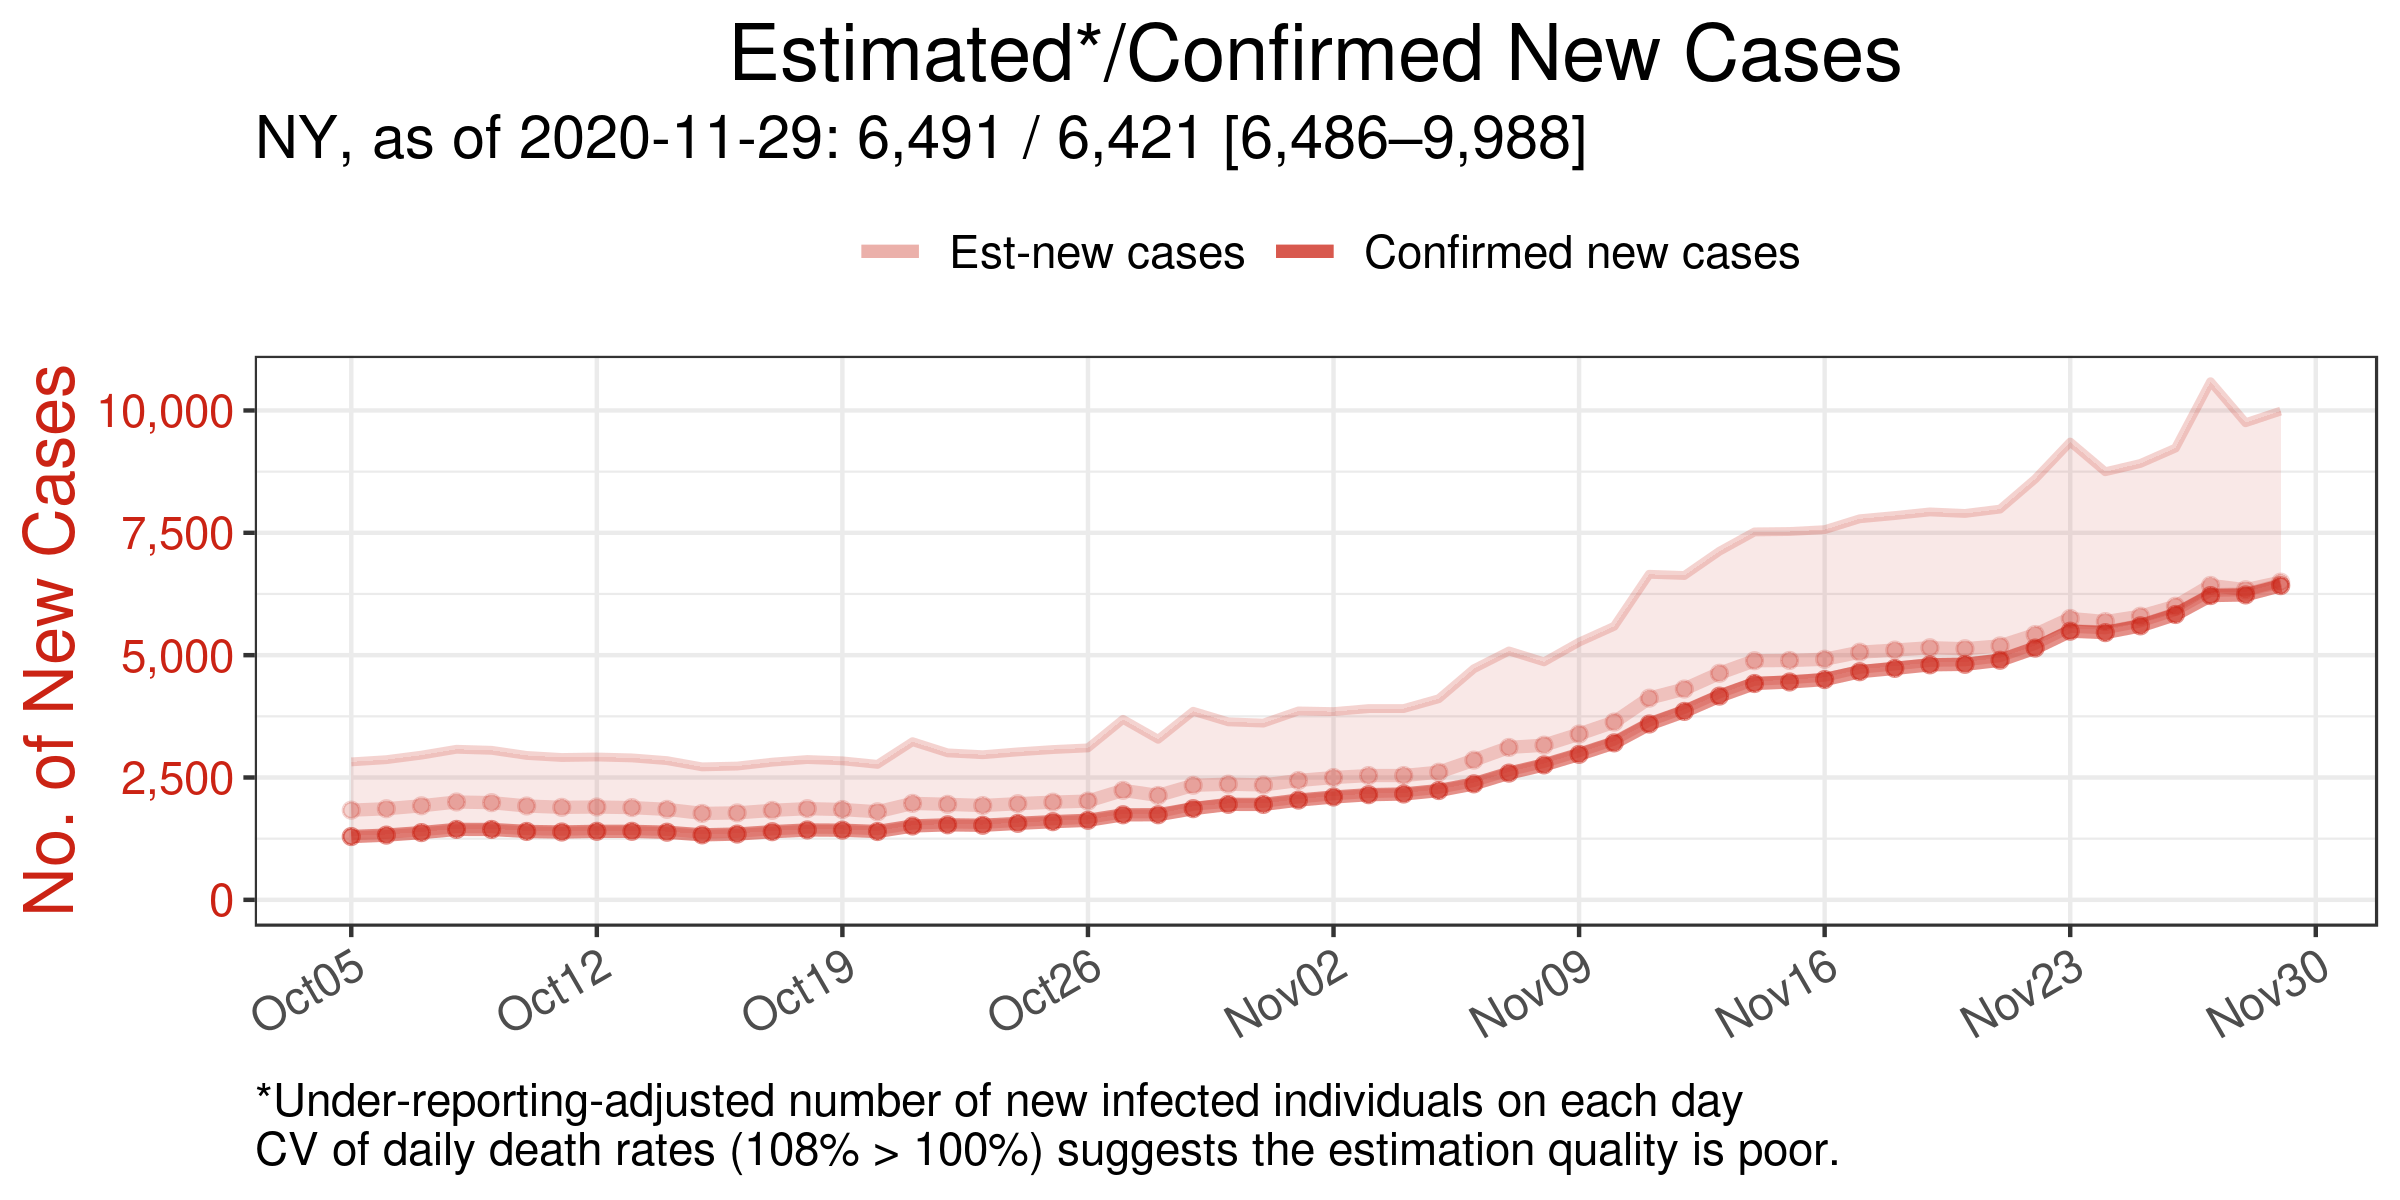 Estimated*/Confirmed New Cases
NY, as of 2020-11-29: 6,491 / 6,421 [6,486–9,988]
Est-new cases Confirmed new cases
No. of New Cases
10,000
7,500
5,000
2,500
0
Oct05 Oct12 Oct19 Oct26 Nov02 Nov09 Nov16 Nov23 Nov30
*Under-reporting-adjusted number of new infected individuals on each day
CV of daily death rates (108% > 100%) suggests the estimation quality is poor.